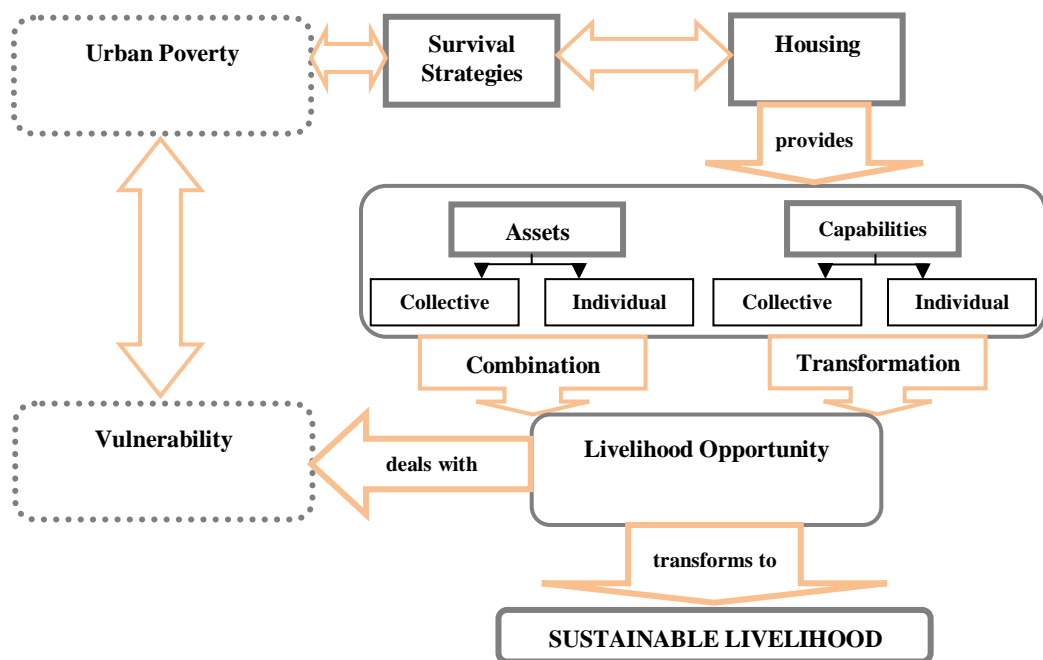 Urban Poverty
Survival
Strategies
Housing
provides
Assets
Capabilities
Collective
Individual
Collective
Individual
Combination
Transformation
Vulnerability
deals with
Livelihood Opportunity
transforms to
SUSTAINABLE LIVELIHOOD